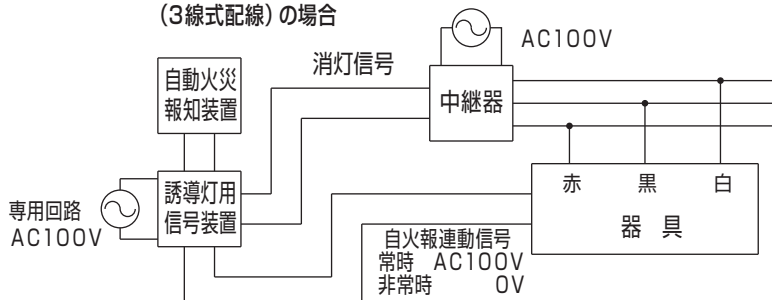 (3線式配線)の場合
AC100V
消灯信号
自動火災
報知装置
中継器
誘導灯用
信号装置
専用回路
AC100V
赤 黒 白
器 具
自火報連動信号
常時 AC100V
非常時 0V